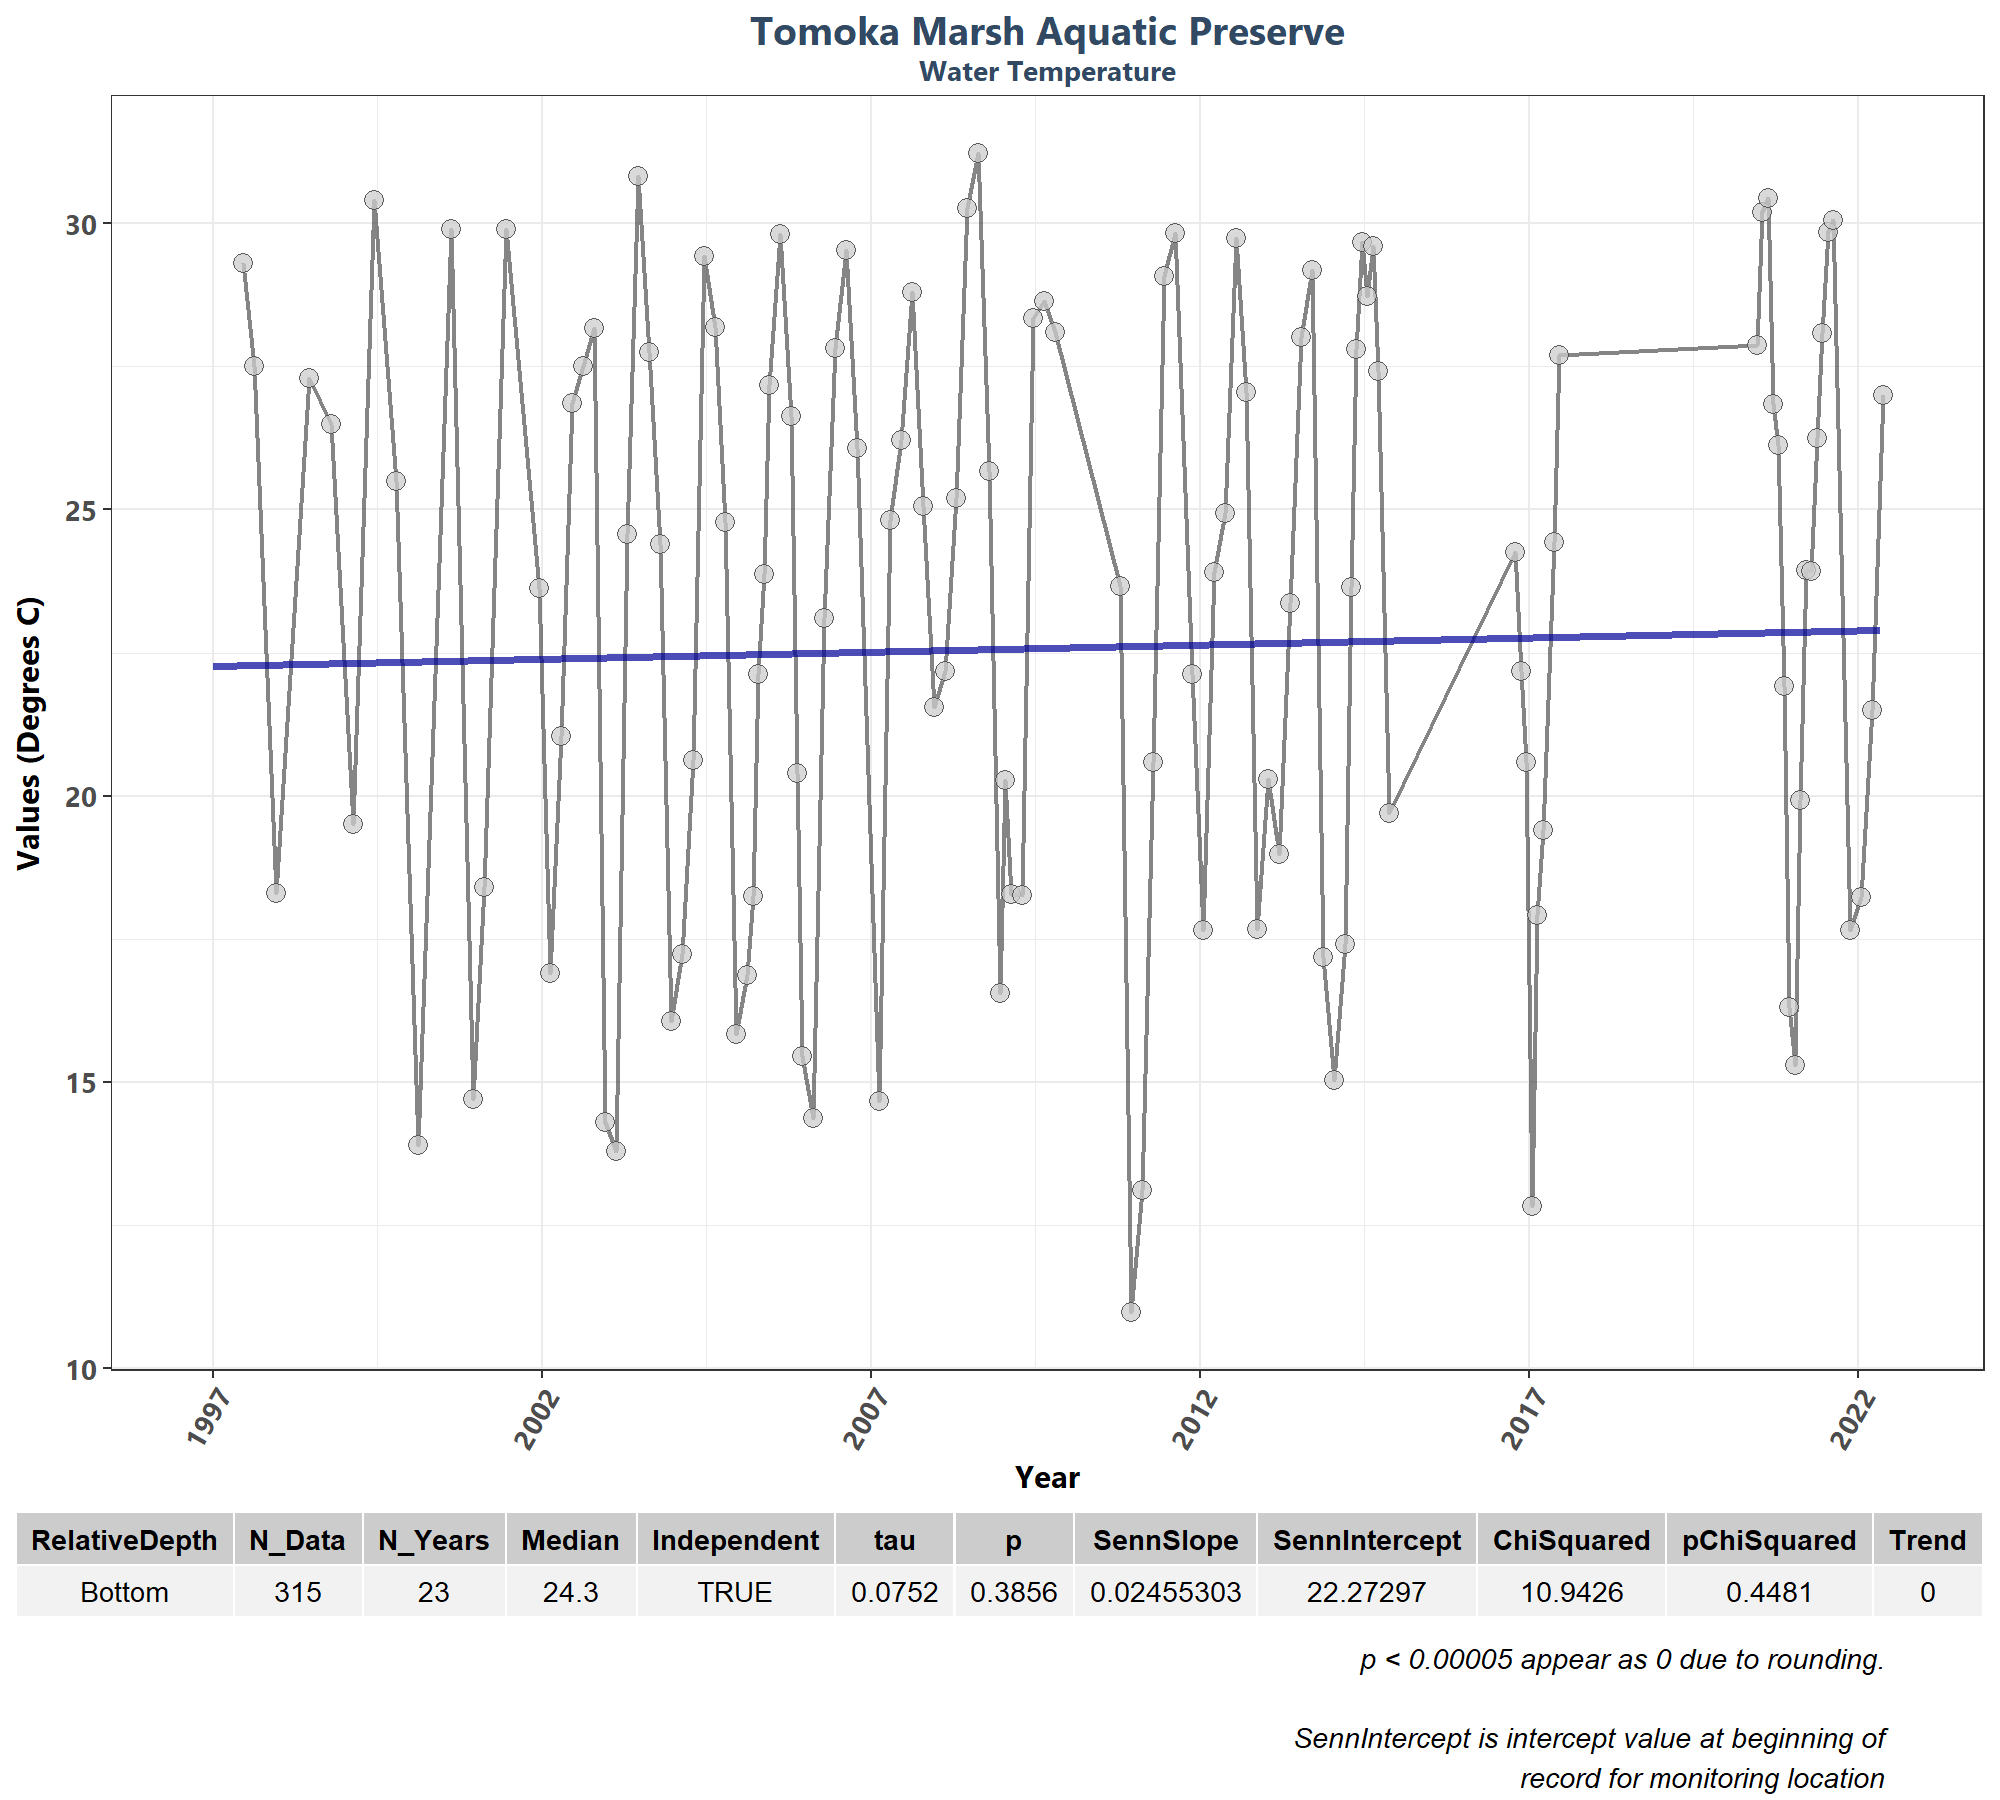 Tomoka Marsh Aquatic Preserve
Water Temperature
Values (Degrees C)
30
25
20
15
10
1997 2002 2007 2012 2017 2022
Year
RelativeDepth N_Data N_Years Median Independent tau p SennSlope SennIntercept ChiSquared pChiSquared Trend
Bottom 315 23 24.3 TRUE 0.0752 0.3856 0.02455303 22.27297 10.9426 0.4481 0
p < 0.00005 appear as 0 due to rounding.
SennIntercept is intercept value at beginning of
record for monitoring location